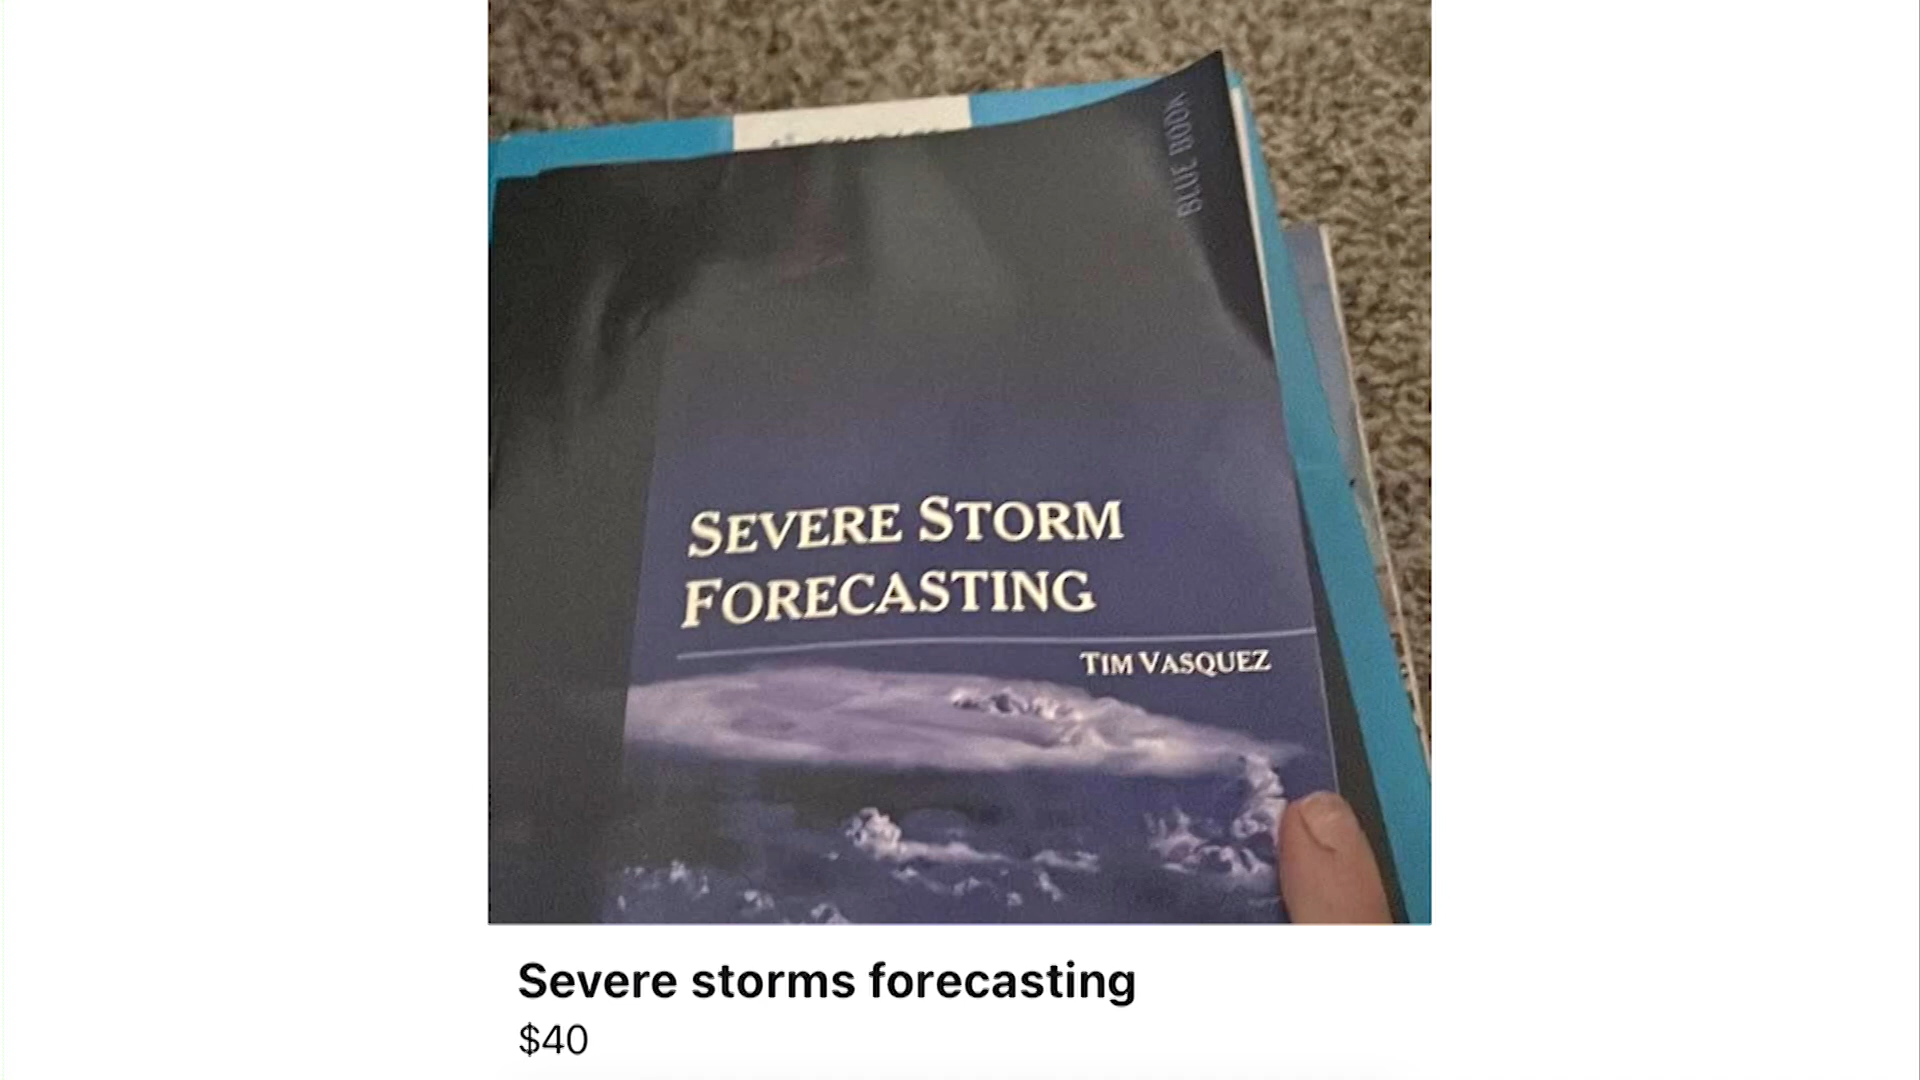 BLUE BOOK
SEVERE STORM
FORECASTING
TIM VASQUEZ
Severe storms forecasting
$40